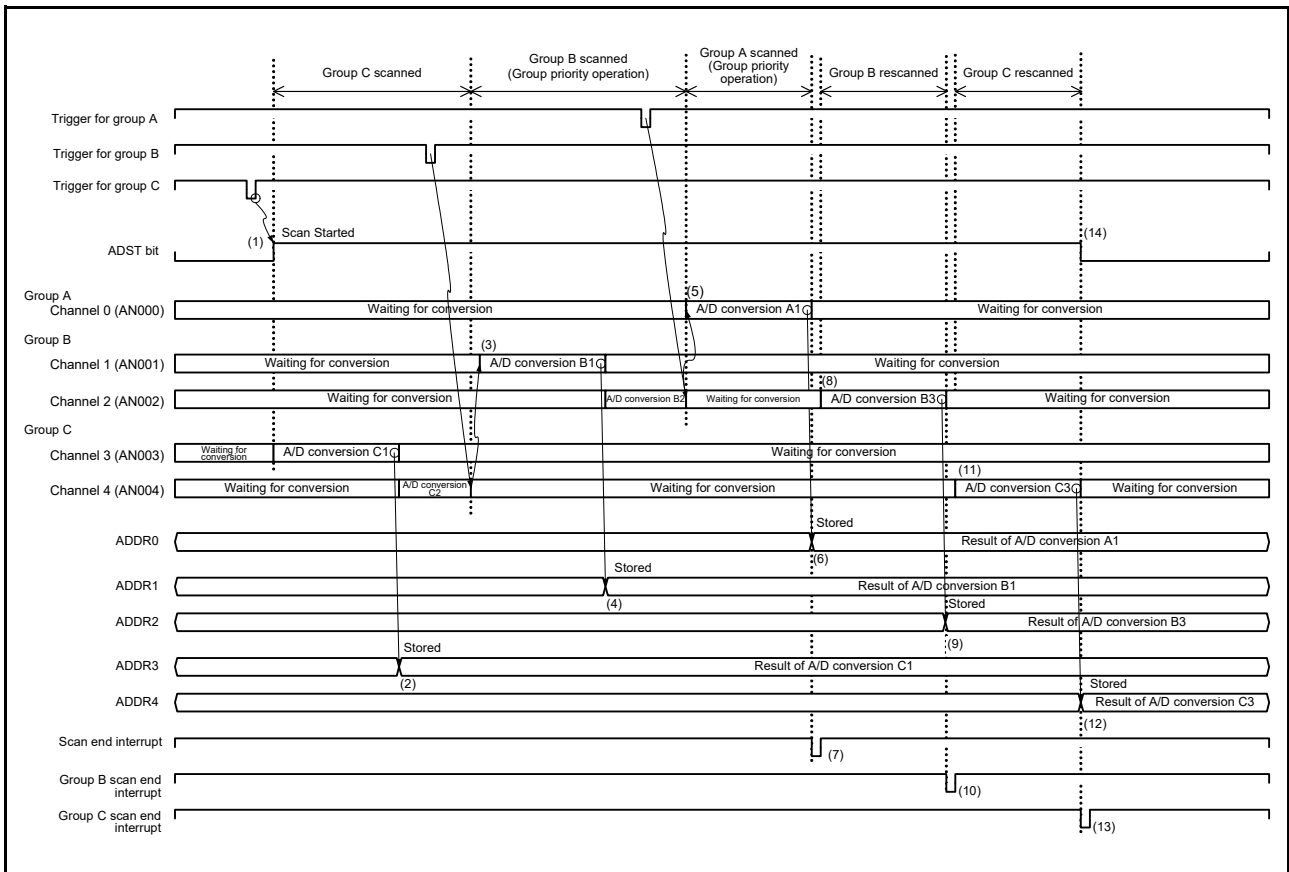 Group C scanned
Group B scanned
(Group priority operation)
Group A scanned
(Group priority
operation)
Group B rescanned
Group C rescanned
Trigger for group A
Trigger for group B
Trigger for group C
(1)
Scan Started
(14)
ADST bit
Group A
(5)
Channel 0 (AN000)
Waiting for conversion
A/D conversion A1
Waiting for conversion
Group B
(3)
Channel 1 (AN001)
Waiting for conversion
A/D conversion B1
Waiting for conversion
(8)
Channel 2 (AN002)
Waiting for conversion
A/D conversion B2
Waiting for conversion
A/D conversion B3
Waiting for conversion
Group C
Channel 3 (AN003)
Waiting for
conversion
A/D conversion C1
Waiting for conversion
(11)
Channel 4 (AN004)
Waiting for conversion
A/D conversion
C2
Waiting for conversion
A/D conversion C3
Waiting for conversion
Stored
ADDR0
Result of A/D conversion A1
(6)
Stored
ADDR1
Result of A/D conversion B1
(4)
Stored
ADDR2
Result of A/D conversion B3
(9)
Stored
ADDR3
Result of A/D conversion C1
(2)
Stored
ADDR4
Result of A/D conversion C3
(12)
Scan end interrupt
(7)
Group B scan end
interrupt
(10)
Group C scan end
interrupt
(13)